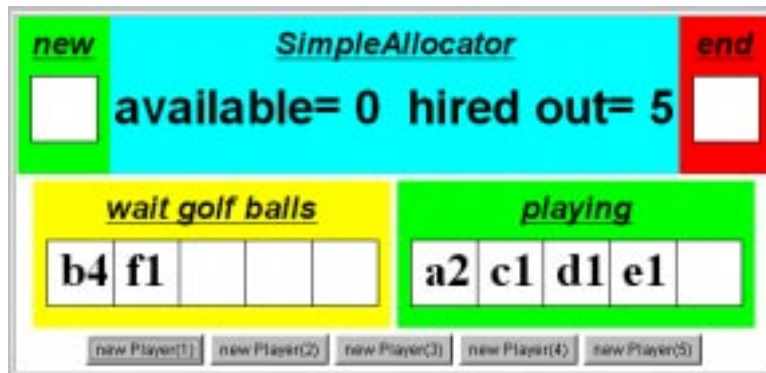 new SimpleAllocator end
available= 0 hired out= 5
wait golf balls playing
b4 f1 a2 c1 d1 e1
new Player(1) new Player(2) new Player(3) new Player(4) new Player(5)